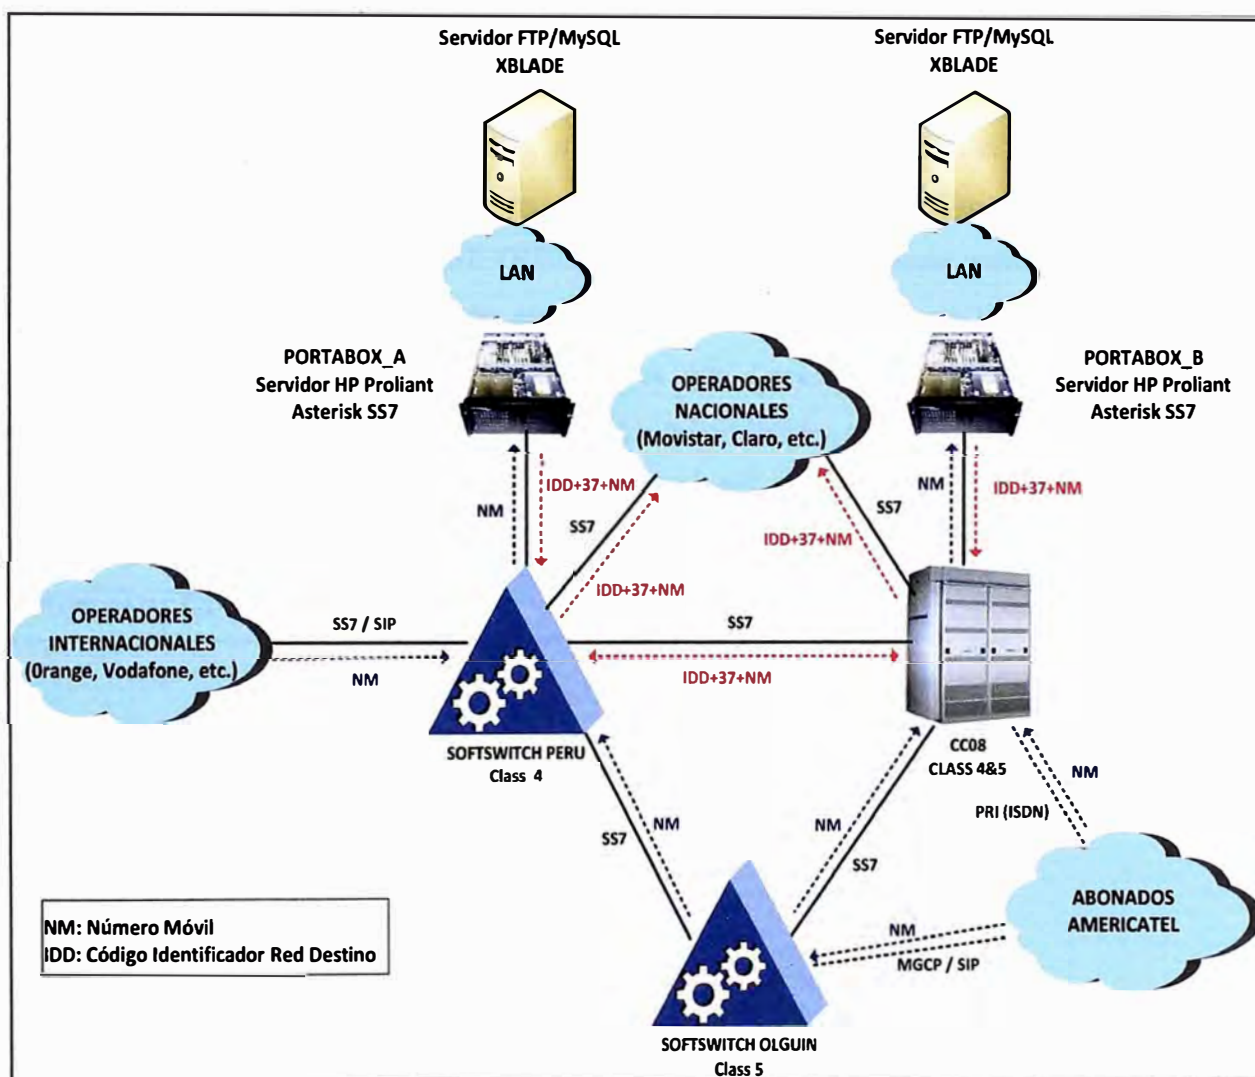 Servidor FTP/MySQL
XBLADE
Servidor FTP/MySQL
XBLADE
LAN
LAN
PORTABOX_A
Servidor HP Proliant
Asterisk SS7
OPERADORES
NACIONALES
(Movistar, Claro, etc.)
PORTABOX_B
Servidor HP Proliant
Asterisk SS7
NM
IDD+37+NM
SS7
IDD+37+NM
SS7
IDD+37+NM
NM
IDD+37+NM
OPERADORES
INTERNACIONALES
(0range, Vodafone, etc.)
SS7 / SIP
NM
SS7
IDD+37+NM
SOFTSWITCH PERU
Class 4
CC08
CLASS 4&5
NM
PRI (ISDN)
SS7
NM
NM
SS7
ABONADOS
AMERICATEL
NM
MGCP / SIP
NM: Número Móvil
IDD: Código Identificador Red Destino
SOFTSWITCH OLGUIN
Class 5